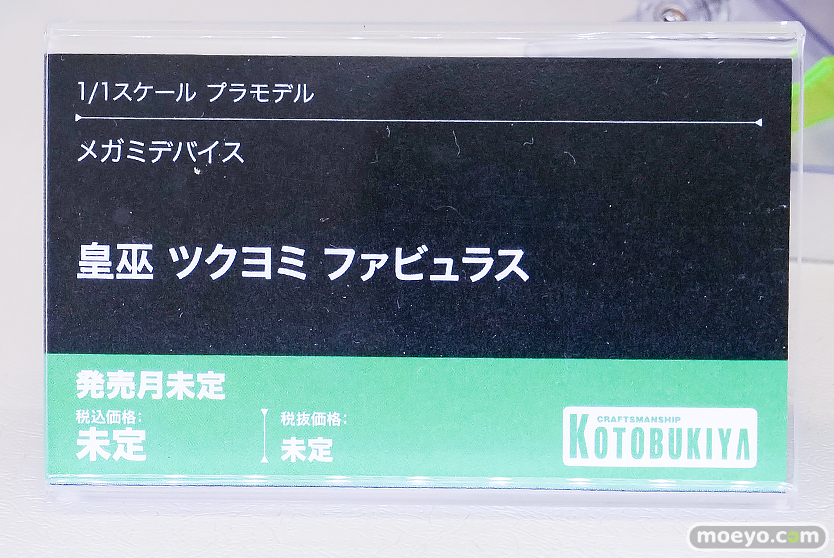 1/1スケール プラモデル
メガミデバイス
皇巫 ツクヨミ ファビュラス
発売月未定
税込価格:
未定
税抜価格:
未定
CRAFTSMANSHIP
KOTOBUKIYA
moeyo.com